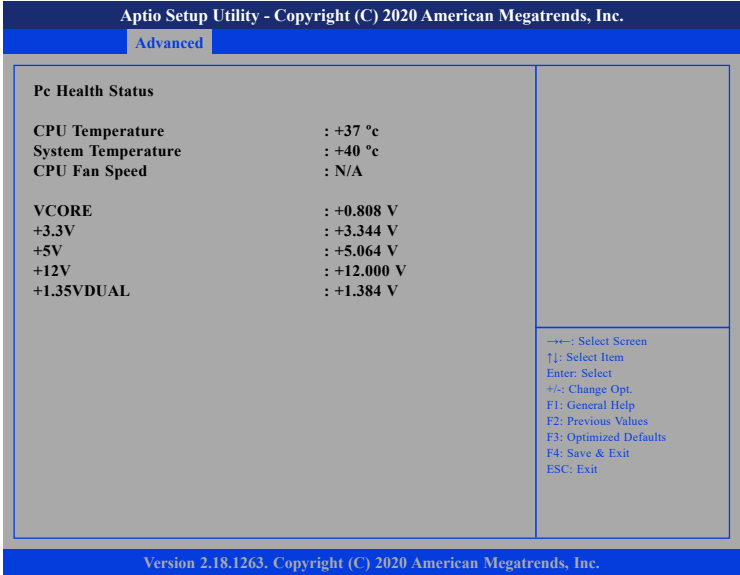 Aptio Setup Utility - Copyright (C) 2020 American Megatrends, Inc.
Advanced
Pc Health Status
CPU Temperature : +37 °c
System Temperature : +40 °c
CPU Fan Speed : N/A
VCORE : +0.808 V
+3.3V : +3.344 V
+5V : +5.064 V
+12V : +12.000 V
+1.35VDUAL : +1.384 V
→←: Select Screen
↑↓: Select Item
Enter: Select
+/-: Change Opt.
F1: General Help
F2: Previous Values
F3: Optimized Defaults
F4: Save & Exit
ESC: Exit
Version 2.18.1263. Copyright (C) 2020 American Megatrends, Inc.